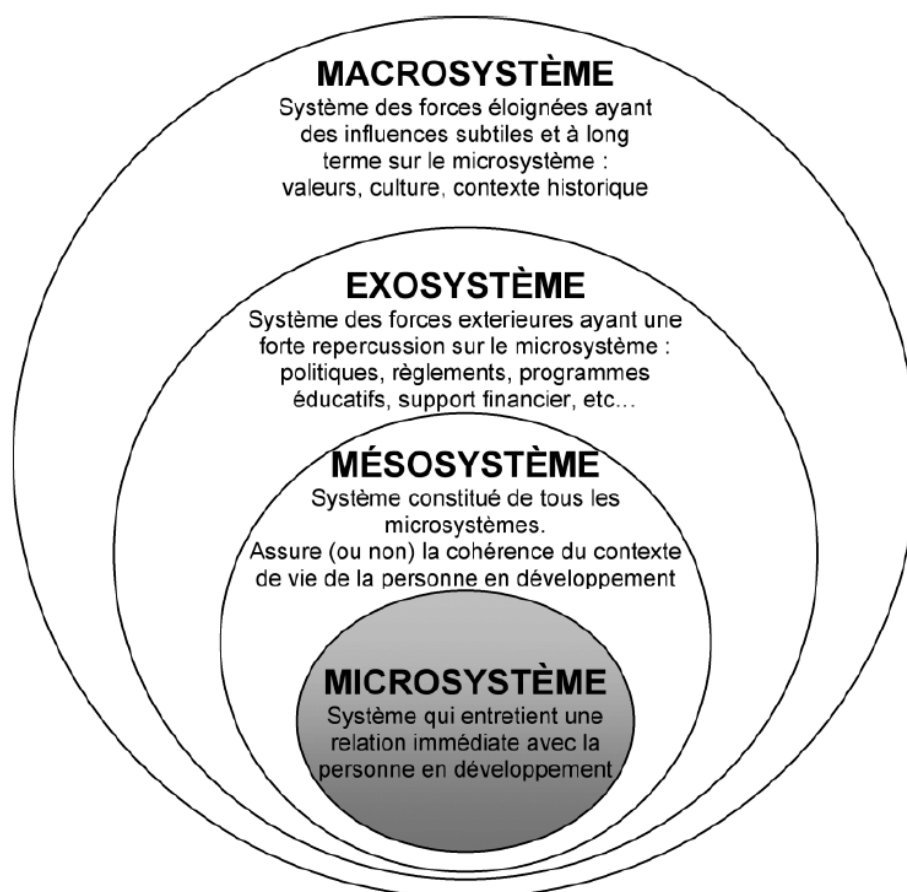 MACROSYSTÈME
Système des forces éloignées ayant
des influences subtiles et à long
terme sur le microsystème :
valeurs, culture, contexte historique
EXOSYSTÈME
Système des forces exterieures ayant une
forte repercussion sur le microsystème :
politiques, règlements, programmes
éducatifs, support financier, etc...
MÉSOSYSTÈME
Système constitué de tous les
microsystèmes.
Assure (ou non) la cohérence du contexte
de vie de la personne en développement
MICROSYSTÈME
Système qui entretient une
relation immédiate avec la
personne en développement